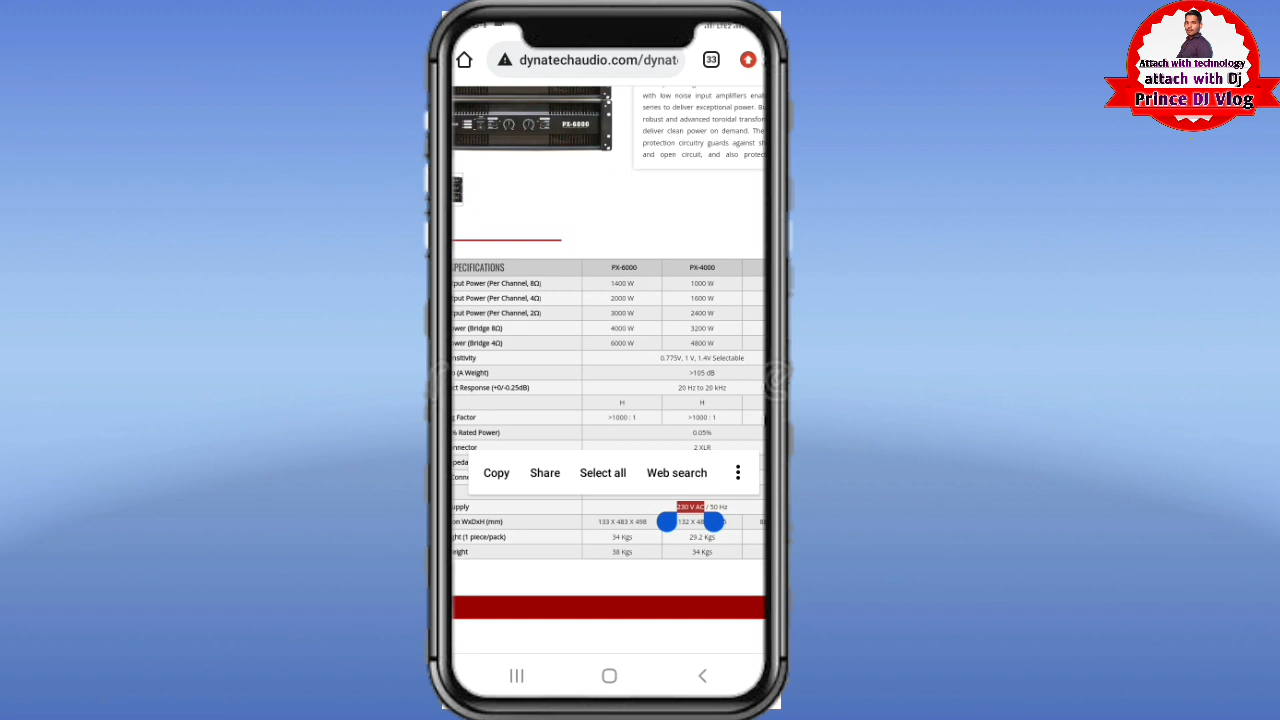 Attach with technology
attach with Dj
Prince DJ Vlog
dynatechaudio.com/dynat
33
with low noise input amplifiers ena
series to deliver exceptional power. B
robust and advanced toroidal transfor
deliver clean power on demand. The
protection circuitry guards against s
and open circuit, and also protec
PX-6000
PECIFICATIONS PX-6000 PX-4000
tput Power (Per Channel, 8Ω) 1400 W 1000 W
tput Power (Per Channel, 4Ω) 2000 W 1600 W
tput Power (Per Channel, 2Ω) 3000 W 2400 W
ower (Bridge 8Ω) 4000 W 3200 W
ower (Bridge 4Ω) 6000 W 4800 W
nsitivity 0.775V, 1 V, 1.4V Selectable
o (A Weight) >105 dB
ct Response (+0/-0.25dB) 20 Hz to 20 kHz
H H
g Factor >1000 : 1 >1000 : 1
% Rated Power) 0.05%
nnector 2 XLR
Copy Share Select all Web search
upply 230 V AC / 50 Hz
on WxDxH (mm) 133 X 483 X 498 132 X 48
ght (1 piece/pack) 34 Kgs 29.2 Kgs
eight 38 Kgs 34 Kgs